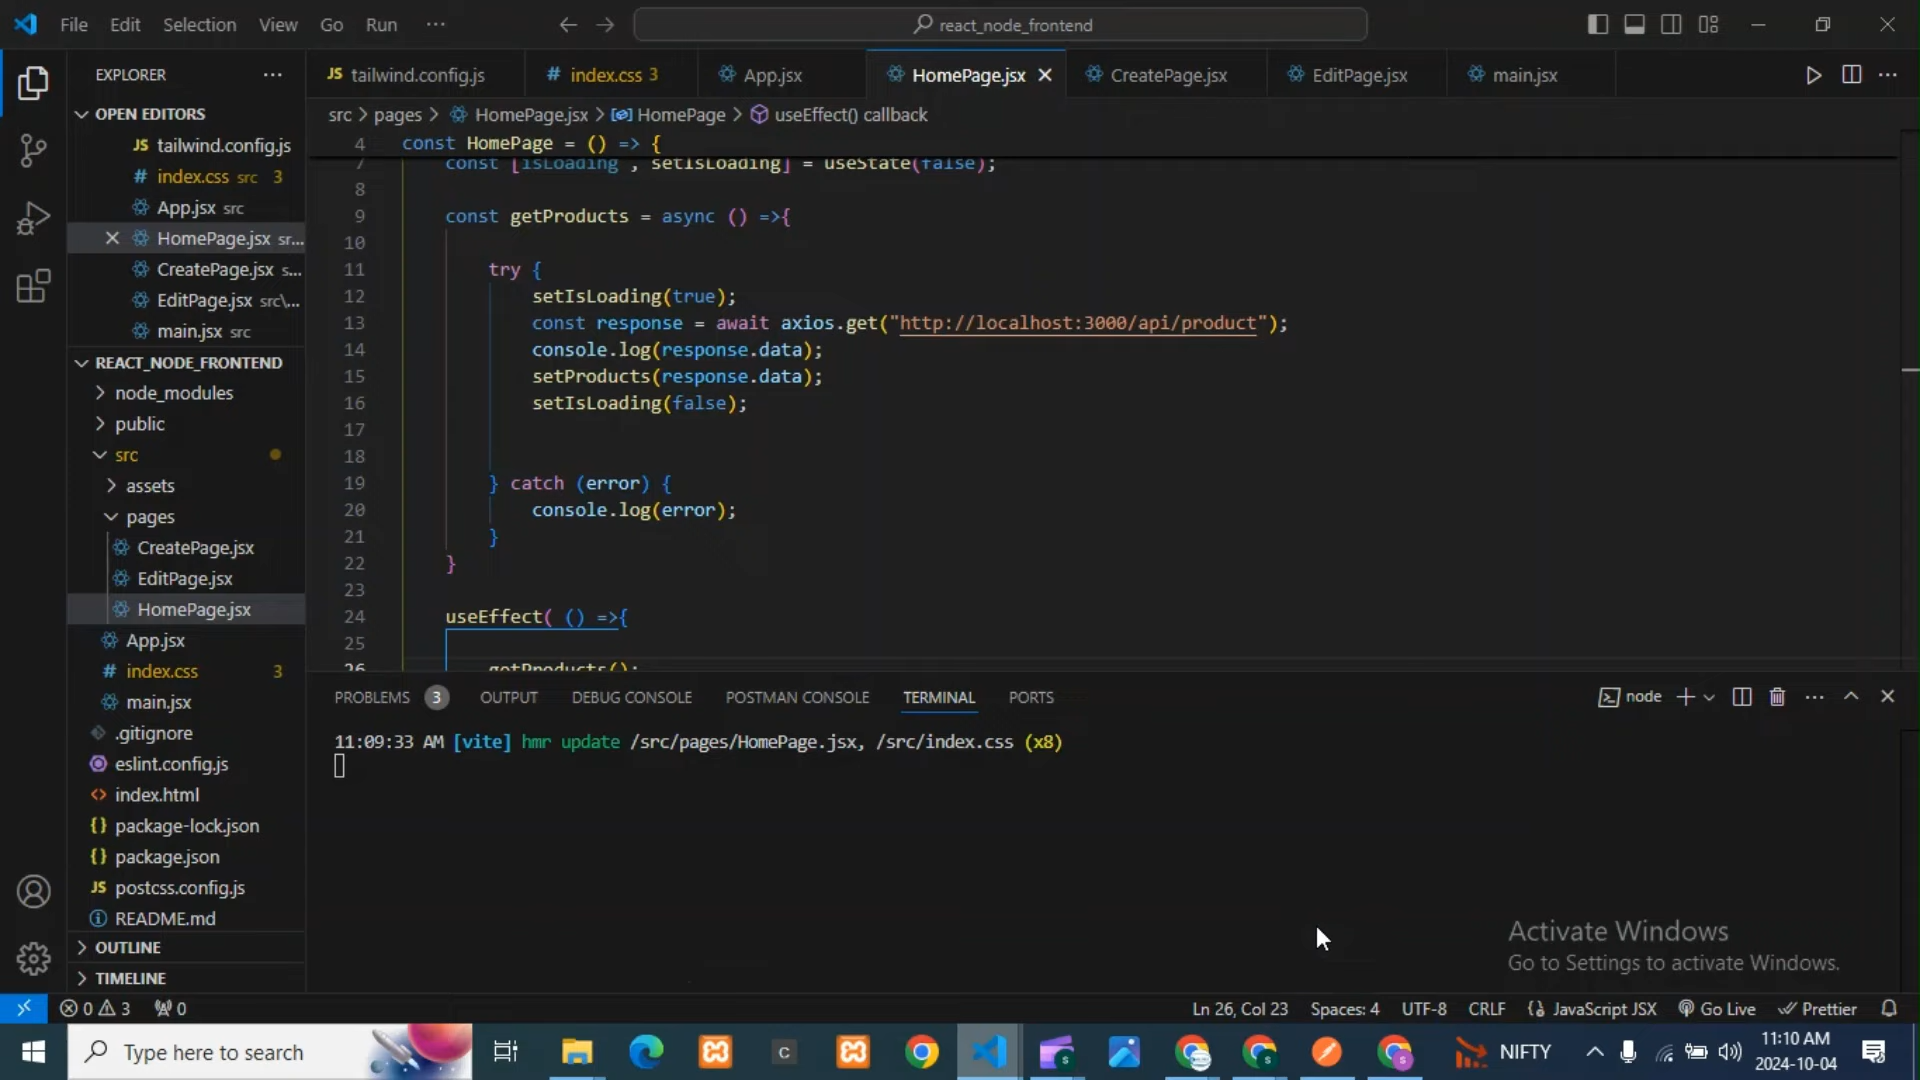 File Edit Selection View Go Run ··· react_node_frontend
EXPLORER ···
JS tailwind.config.js # index.css 3 App.jsx HomePage.jsx CreatePage.jsx EditPage.jsx main.jsx
OPEN EDITORS
JS tailwind.config.js
# index.css src 3
App.jsx src
HomePage.jsx sr...
CreatePage.jsx s...
EditPage.jsx src\...
main.jsx src
REACT_NODE_FRONTEND
node_modules
public
src
assets
pages
CreatePage.jsx
EditPage.jsx
HomePage.jsx
App.jsx
# index.css 3
main.jsx
.gitignore
eslint.config.js
<> index.html
{} package-lock.json
{} package.json
JS postcss.config.js
README.md
OUTLINE
TIMELINE
src > pages > HomePage.jsx > HomePage > useEffect() callback
4 const HomePage = () => {
7 const [isLoading , setIsLoading] = useState(false);
8
9 const getProducts = async () =>{
10
11 try {
12 setIsLoading(true);
13 const response = await axios.get("http://localhost:3000/api/product");
14 console.log(response.data);
15 setProducts(response.data);
16 setIsLoading(false);
17
18
19 } catch (error) {
20 console.log(error);
21 }
22 }
23
24 useEffect( () =>{
25
26 getProducts();
PROBLEMS 3 OUTPUT DEBUG CONSOLE POSTMAN CONSOLE TERMINAL PORTS node
11:09:33 AM [vite] hmr update /src/pages/HomePage.jsx, /src/index.css (x8)
Activate Windows
Go to Settings to activate Windows.
0 3 0 Ln 26, Col 23 Spaces: 4 UTF-8 CRLF {} JavaScript JSX Go Live Prettier
Type here to search C S S S NIFTY 11:10 AM
2024-10-04